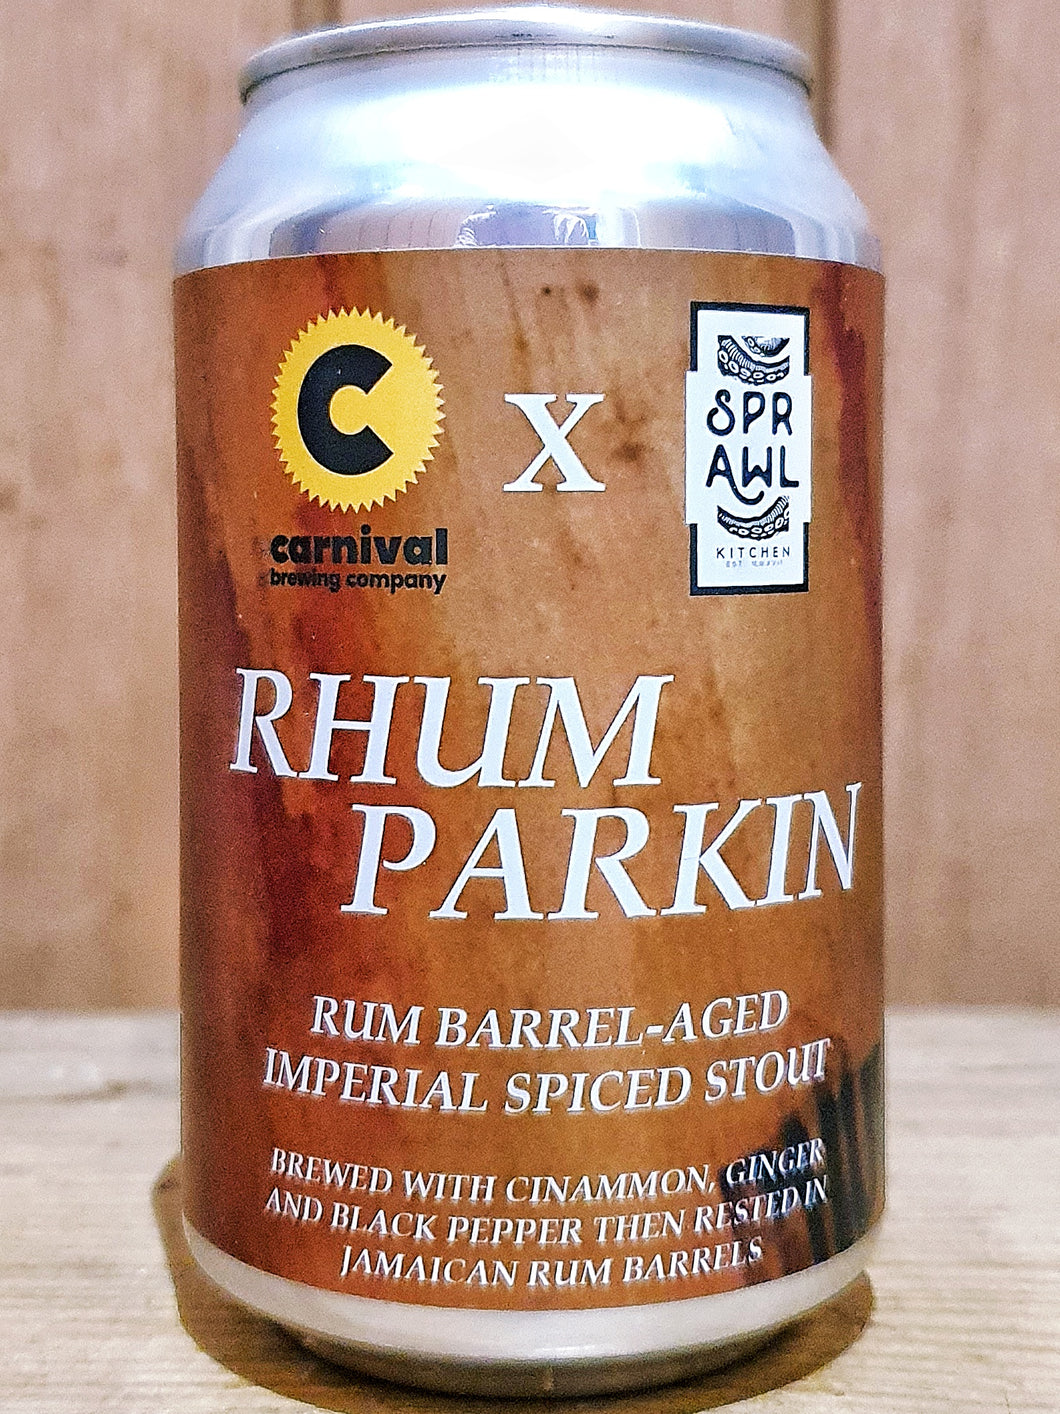 C
carnival
brewing company
X
SPR
AWL
KITCHEN
EST.
RHUM
PARKIN
RUM BARREL-AGED
IMPERIAL SPICED STOUT
BREWED WITH CINAMMON, GINGER
AND BLACK PEPPER THEN RESTED IN
JAMAICAN RUM BARRELS